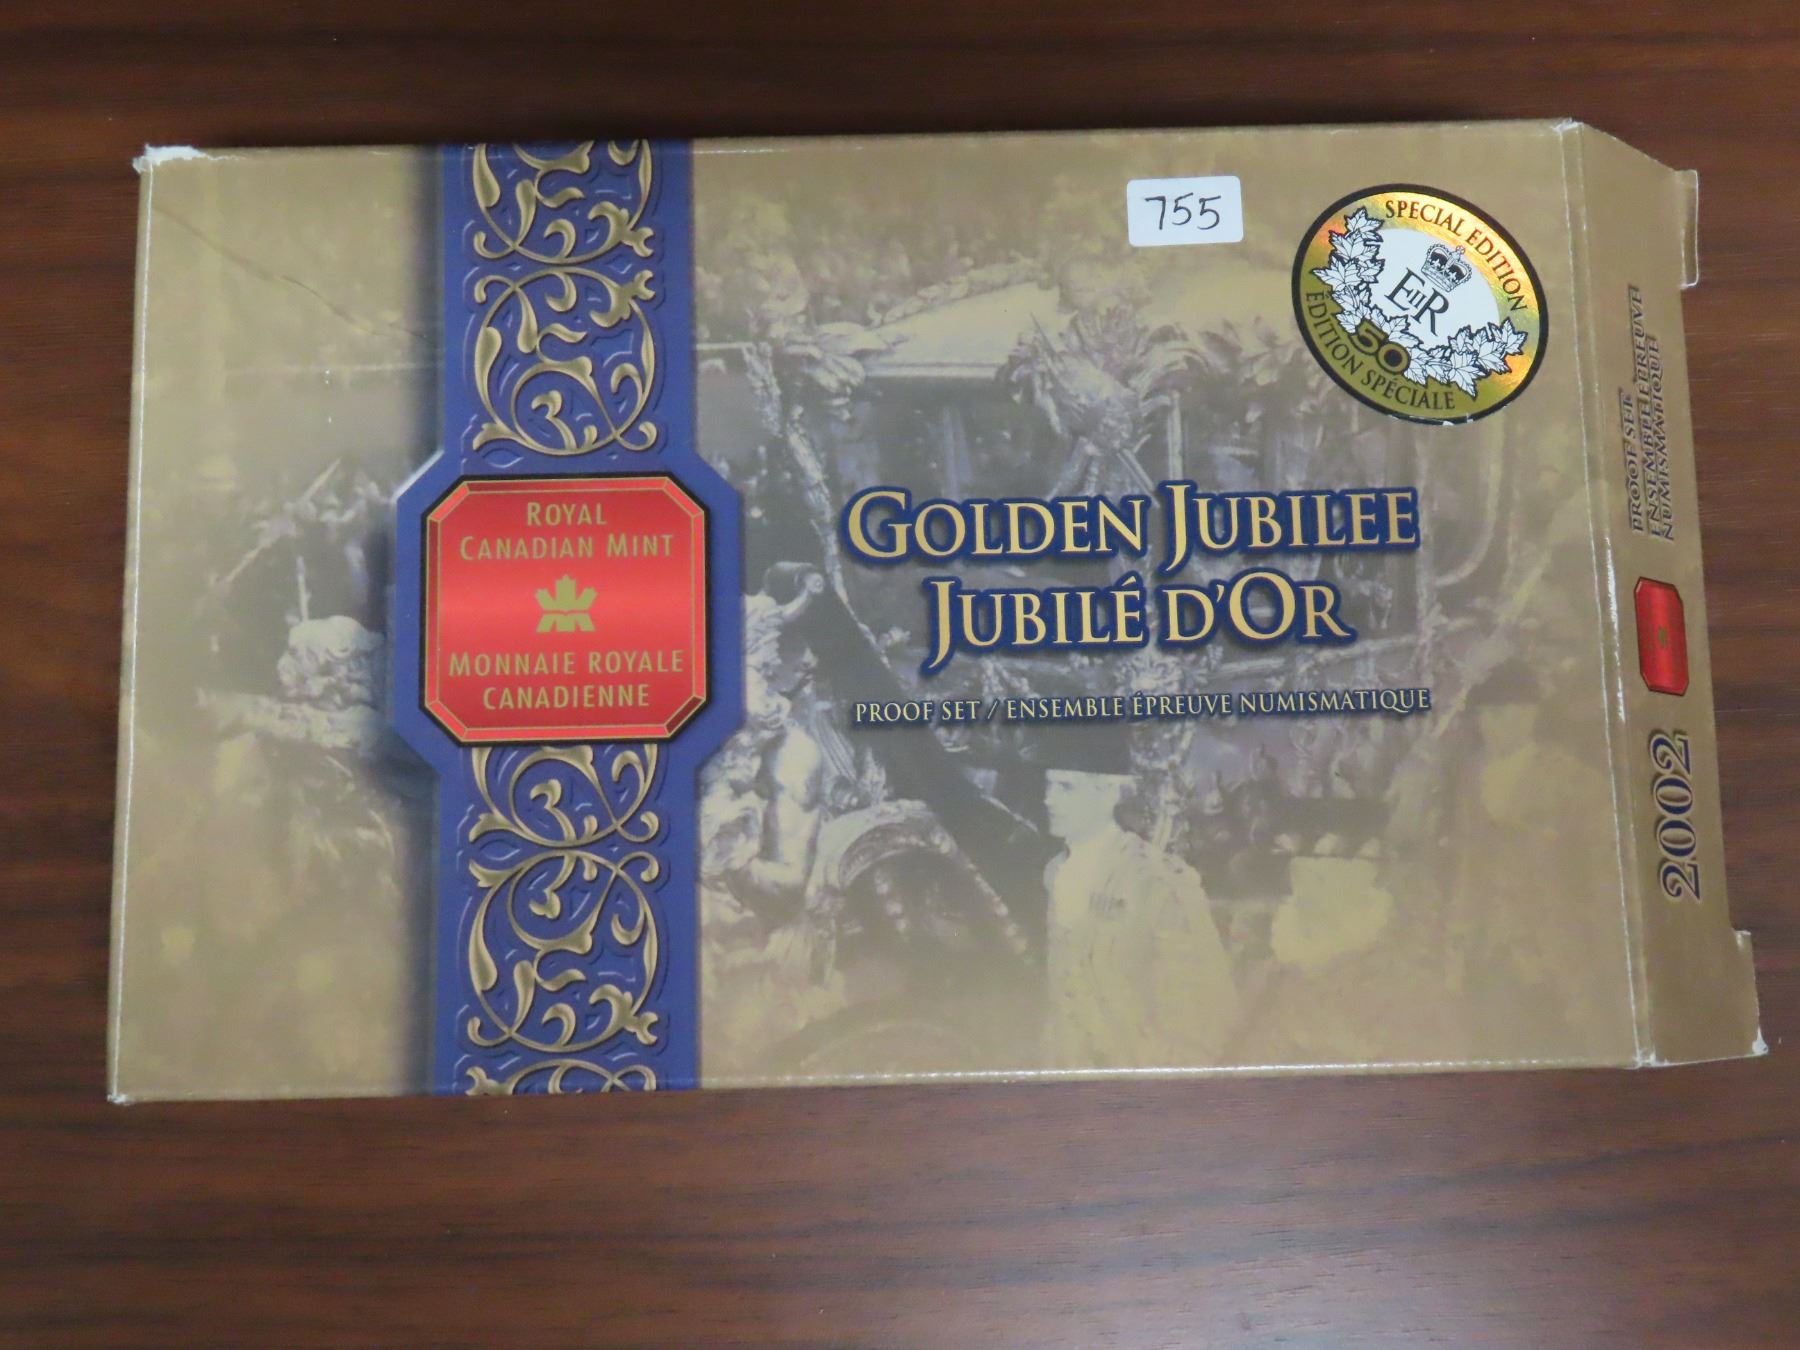 755
SPECIAL EDITION
EIIR
50
ÉDITION SPÉCIALE
ROYAL
CANADIAN MINT
MONNAIE ROYALE
CANADIENNE
GOLDEN JUBILEE
JUBILÉ D'OR
PROOF SET / ENSEMBLE ÉPREUVE NUMISMATIQUE
PROOF SET
ENSEMBLE ÉPREUVE
NUMISMATIQUE
2002